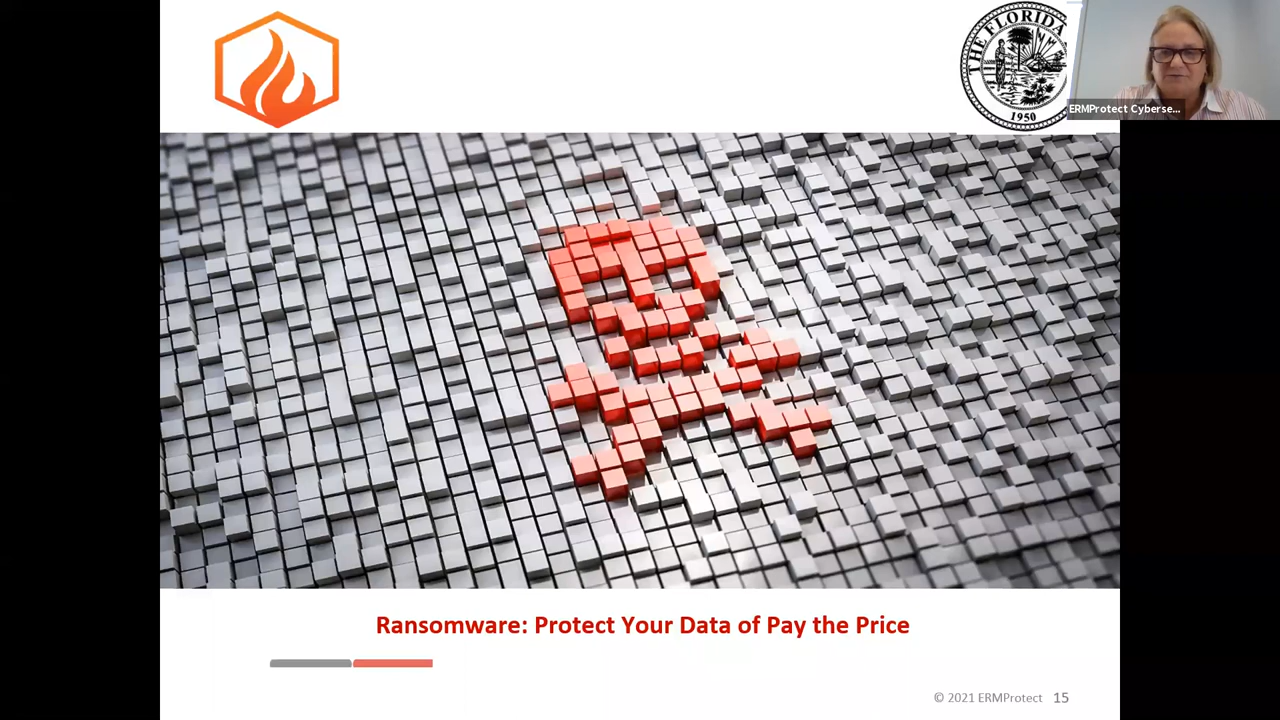 THE FLORIDA
1950
ERMProtect Cyberse...
Ransomware: Protect Your Data of Pay the Price
© 2021 ERMProtect 15